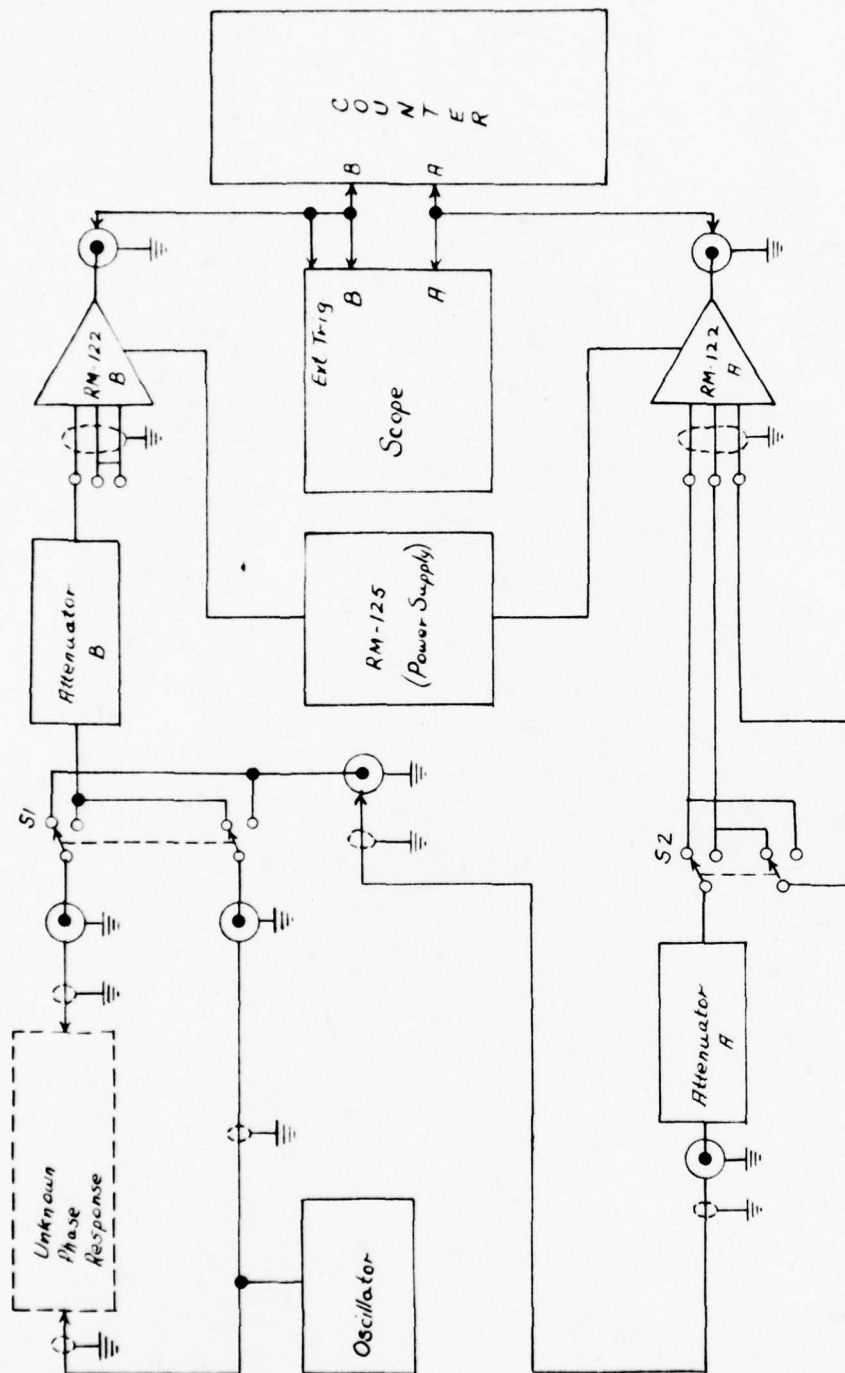 COUNTER
B
A
RM-122
B
Ext Trig
B
A
Scope
RM-122
A
Attenuator
B
RM-125
(Power Supply)
S1
S2
Attenuator
A
Unknown
Phase
Response
Oscillator